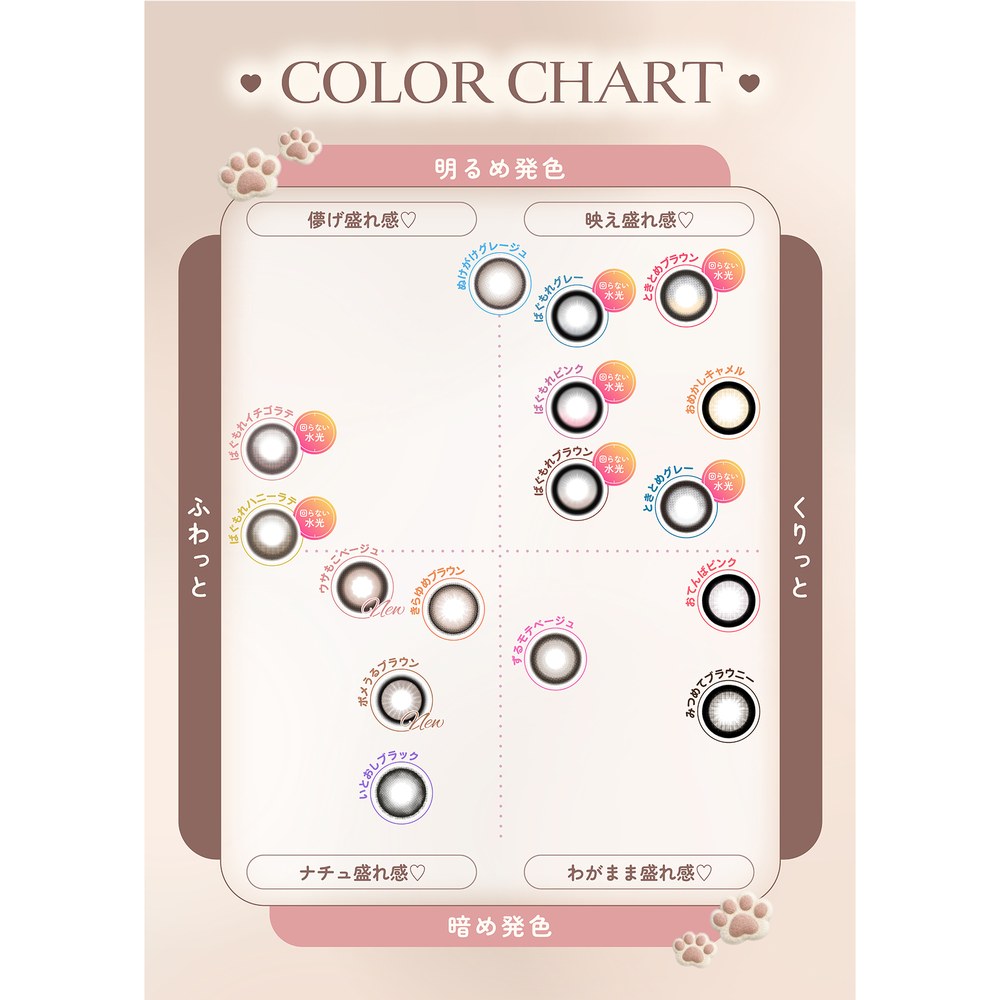 COLOR CHART
明るめ発色
儚げ盛れ感♡
映え盛れ感♡
ぬけがけグレージュ
ばぐもれグレー
回らない
水光
ときとめブラウン
回らない
水光
ばぐもれピンク
回らない
水光
おめかしキャメル
ばぐもれイチゴラテ
回らない
水光
ばぐもれブラウン
回らない
水光
ときとめグレー
回らない
水光
ばぐもれハニーラテ
回らない
水光
ふわっと
くりっと
ウサもこベージュ
New
きらゆめブラウン
おてんばピンク
ずるモテベージュ
ポメうるブラウン
New
みつめてブラウニー
いとおしブラック
ナチュ盛れ感♡
わがまま盛れ感♡
暗め発色